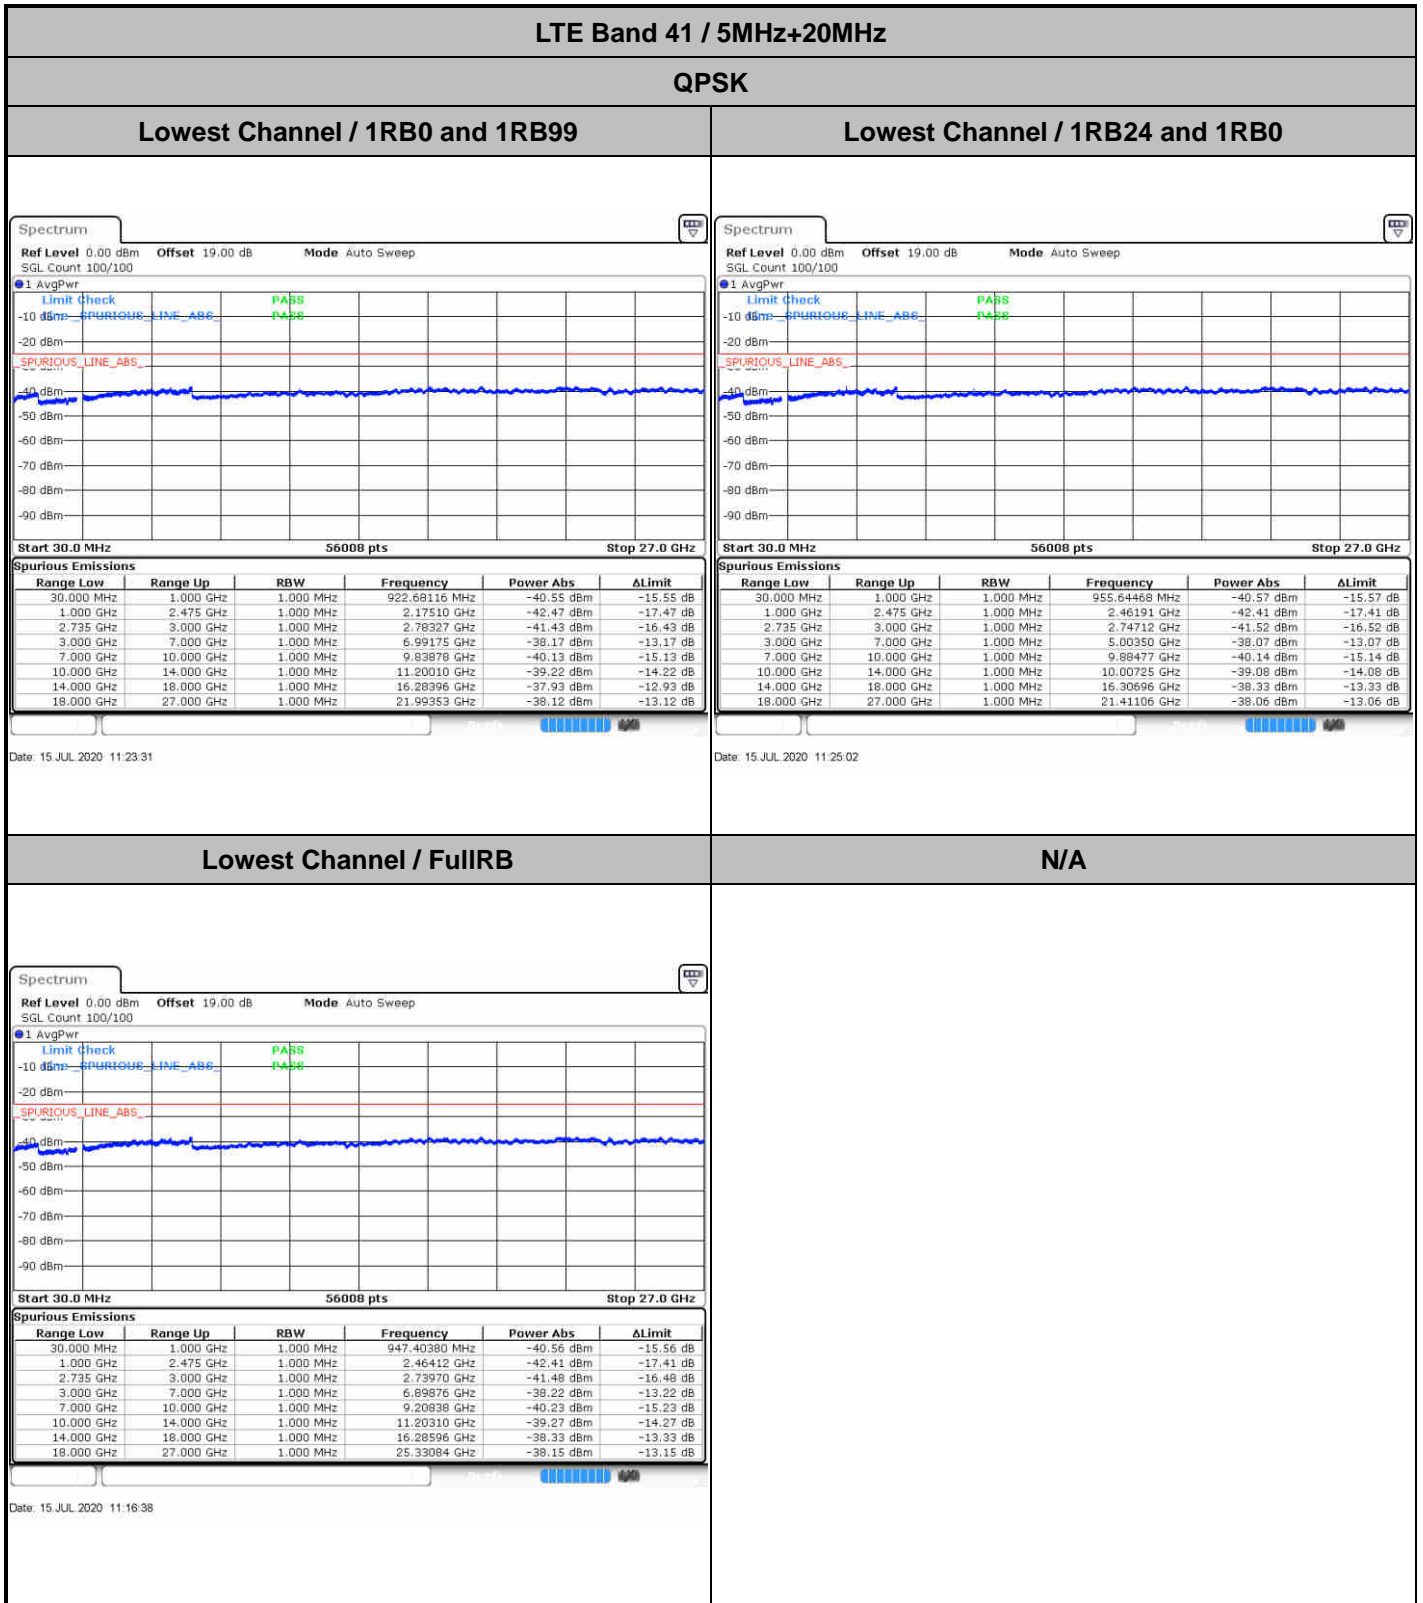 LTE Band 41 / 5MHz+20MHz
QPSK
Lowest Channel / 1RB0 and 1RB99
Spectrum
Ref Level 0.00 dBm Offset 19.00 dB Mode Auto Sweep
SGL Count 100/100
1 AvgPwr
Limit Check PASS
-10 dBm Line _SPURIOUS_LINE_ABS_ PASS
-20 dBm
_SPURIOUS_LINE_ABS_
-40 dBm
-50 dBm
-60 dBm
-70 dBm
-80 dBm
-90 dBm
Start 30.0 MHz 56008 pts Stop 27.0 GHz
Spurious Emissions
Range Low Range Up RBW Frequency Power Abs ΔLimit
30.000 MHz 1.000 GHz 1.000 MHz 922.68116 MHz -40.55 dBm -15.55 dB
1.000 GHz 2.475 GHz 1.000 MHz 2.17510 GHz -42.47 dBm -17.47 dB
2.735 GHz 3.000 GHz 1.000 MHz 2.78327 GHz -41.43 dBm -16.43 dB
3.000 GHz 7.000 GHz 1.000 MHz 6.99175 GHz -38.17 dBm -13.17 dB
7.000 GHz 10.000 GHz 1.000 MHz 9.83878 GHz -40.13 dBm -15.13 dB
10.000 GHz 14.000 GHz 1.000 MHz 11.20010 GHz -39.22 dBm -14.22 dB
14.000 GHz 18.000 GHz 1.000 MHz 16.28396 GHz -37.93 dBm -12.93 dB
18.000 GHz 27.000 GHz 1.000 MHz 21.99353 GHz -38.12 dBm -13.12 dB
Date: 15.JUL.2020 11:23:31
Lowest Channel / 1RB24 and 1RB0
Spectrum
Ref Level 0.00 dBm Offset 19.00 dB Mode Auto Sweep
SGL Count 100/100
1 AvgPwr
Limit Check PASS
-10 dBm Line _SPURIOUS_LINE_ABS_ PASS
-20 dBm
_SPURIOUS_LINE_ABS_
-40 dBm
-50 dBm
-60 dBm
-70 dBm
-80 dBm
-90 dBm
Start 30.0 MHz 56008 pts Stop 27.0 GHz
Spurious Emissions
Range Low Range Up RBW Frequency Power Abs ΔLimit
30.000 MHz 1.000 GHz 1.000 MHz 955.64468 MHz -40.57 dBm -15.57 dB
1.000 GHz 2.475 GHz 1.000 MHz 2.46191 GHz -42.41 dBm -17.41 dB
2.735 GHz 3.000 GHz 1.000 MHz 2.74712 GHz -41.52 dBm -16.52 dB
3.000 GHz 7.000 GHz 1.000 MHz 5.00350 GHz -38.07 dBm -13.07 dB
7.000 GHz 10.000 GHz 1.000 MHz 9.88477 GHz -40.14 dBm -15.14 dB
10.000 GHz 14.000 GHz 1.000 MHz 10.00725 GHz -39.08 dBm -14.08 dB
14.000 GHz 18.000 GHz 1.000 MHz 16.30696 GHz -38.33 dBm -13.33 dB
18.000 GHz 27.000 GHz 1.000 MHz 21.41106 GHz -38.06 dBm -13.06 dB
Date: 15.JUL.2020 11:25:02
Lowest Channel / FullRB
N/A
Spectrum
Ref Level 0.00 dBm Offset 19.00 dB Mode Auto Sweep
SGL Count 100/100
1 AvgPwr
Limit Check PASS
-10 dBm Line _SPURIOUS_LINE_ABS_ PASS
-20 dBm
_SPURIOUS_LINE_ABS_
-40 dBm
-50 dBm
-60 dBm
-70 dBm
-80 dBm
-90 dBm
Start 30.0 MHz 56008 pts Stop 27.0 GHz
Spurious Emissions
Range Low Range Up RBW Frequency Power Abs ΔLimit
30.000 MHz 1.000 GHz 1.000 MHz 947.40380 MHz -40.56 dBm -15.56 dB
1.000 GHz 2.475 GHz 1.000 MHz 2.46412 GHz -42.41 dBm -17.41 dB
2.735 GHz 3.000 GHz 1.000 MHz 2.73970 GHz -41.48 dBm -16.48 dB
3.000 GHz 7.000 GHz 1.000 MHz 6.89876 GHz -38.22 dBm -13.22 dB
7.000 GHz 10.000 GHz 1.000 MHz 9.20838 GHz -40.23 dBm -15.23 dB
10.000 GHz 14.000 GHz 1.000 MHz 11.20310 GHz -39.27 dBm -14.27 dB
14.000 GHz 18.000 GHz 1.000 MHz 16.28596 GHz -38.33 dBm -13.33 dB
18.000 GHz 27.000 GHz 1.000 MHz 25.33084 GHz -38.15 dBm -13.15 dB
Date: 15.JUL.2020 11:16:38